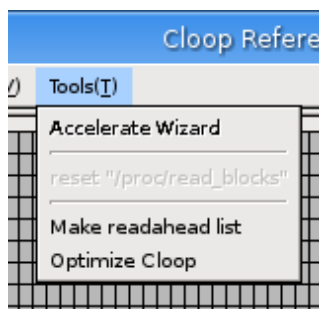 Cloop Refere
V)
Tools(T)
Accelerate Wizard
reset "/proc/read_blocks"
Make readahead list
Optimize Cloop